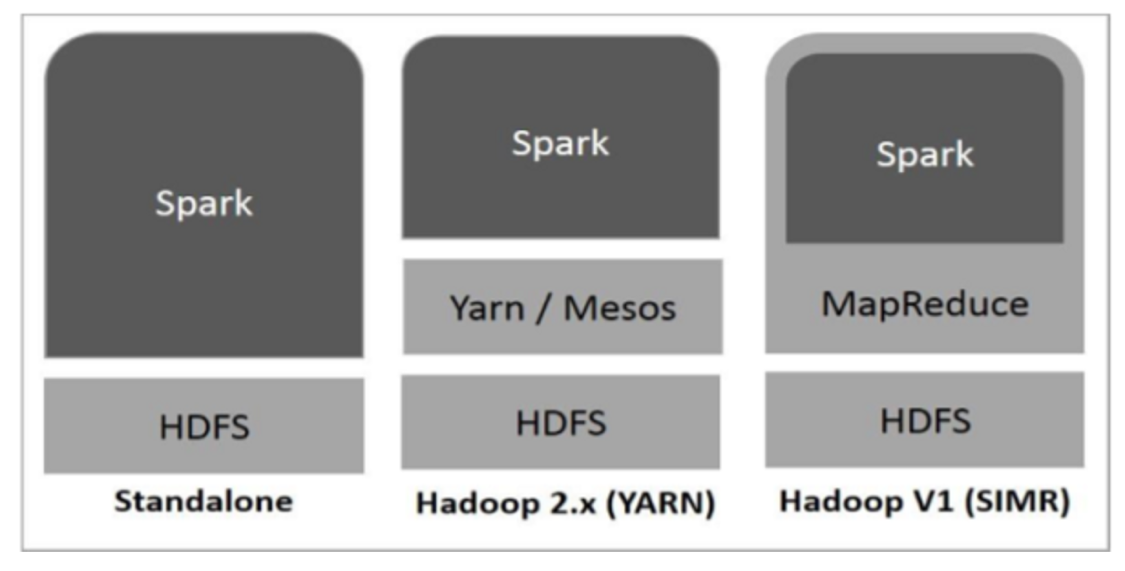 Spark
HDFS
Standalone
Spark
Yarn / Mesos
HDFS
Hadoop 2.x (YARN)
Spark
MapReduce
HDFS
Hadoop V1 (SIMR)